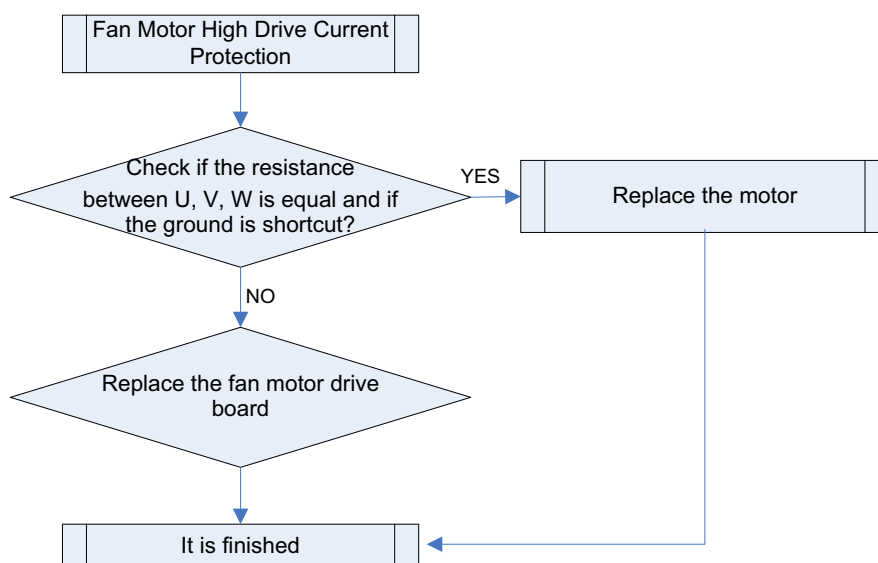 Fan Motor High Drive Current
Protection
Check if the resistance
between U, V, W is equal and if
the ground is shortcut?
YES
Replace the motor
NO
Replace the fan motor drive
board
It is finished